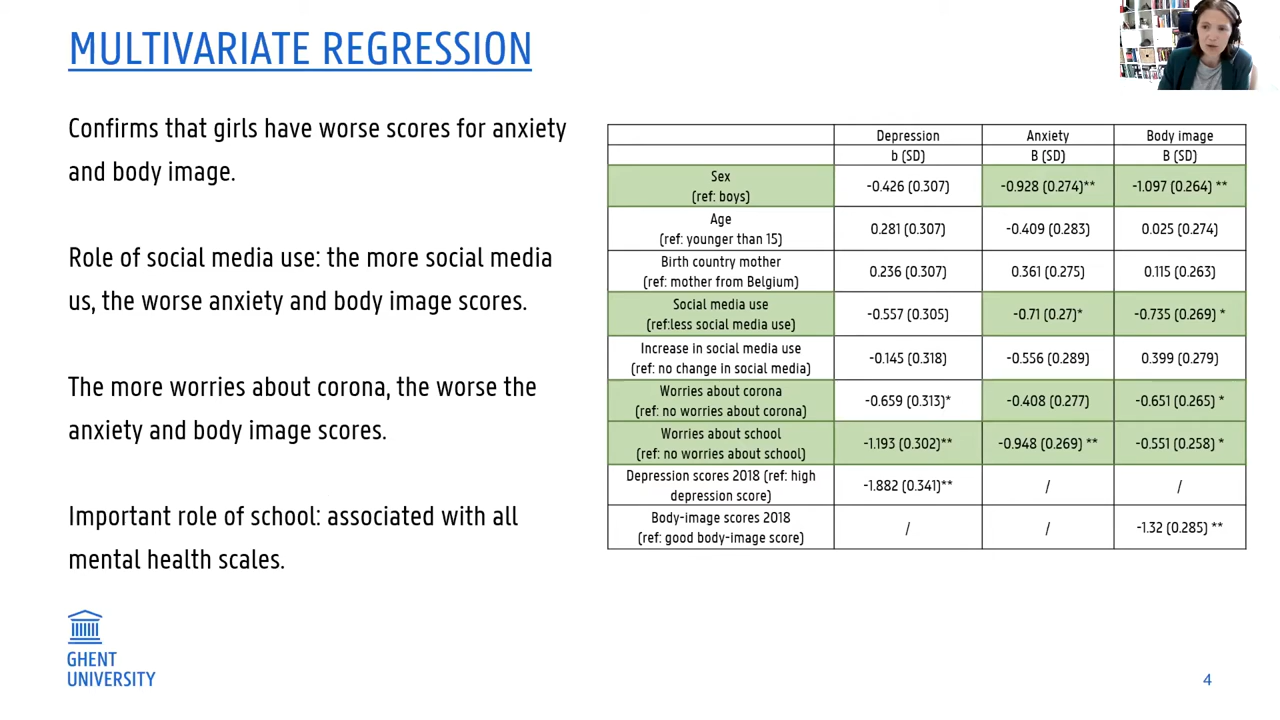 MULTIVARIATE REGRESSION
Confirms that girls have worse scores for anxiety
and body image.
Role of social media use: the more social media
us, the worse anxiety and body image scores.
The more worries about corona, the worse the
anxiety and body image scores.
Important role of school: associated with all
mental health scales.
Depression Anxiety Body image
b (SD) B (SD) B (SD)
Sex
(ref: boys)
-0.426 (0.307) -0.928 (0.274)** -1.097 (0.264) **
Age
(ref: younger than 15)
0.281 (0.307) -0.409 (0.283) 0.025 (0.274)
Birth country mother
(ref: mother from Belgium)
0.236 (0.307) 0.361 (0.275) 0.115 (0.263)
Social media use
(ref:less social media use)
-0.557 (0.305) -0.71 (0.27)* -0.735 (0.269) *
Increase in social media use
(ref: no change in social media)
-0.145 (0.318) -0.556 (0.289) 0.399 (0.279)
Worries about corona
(ref: no worries about corona)
-0.659 (0.313)* -0.408 (0.277) -0.651 (0.265) *
Worries about school
(ref: no worries about school)
-1.193 (0.302)** -0.948 (0.269) ** -0.551 (0.258) *
Depression scores 2018 (ref: high
depression score)
-1.882 (0.341)** / /
Body-image scores 2018
(ref: good body-image score)
/ / -1.32 (0.285) **
GHENT
UNIVERSITY
4